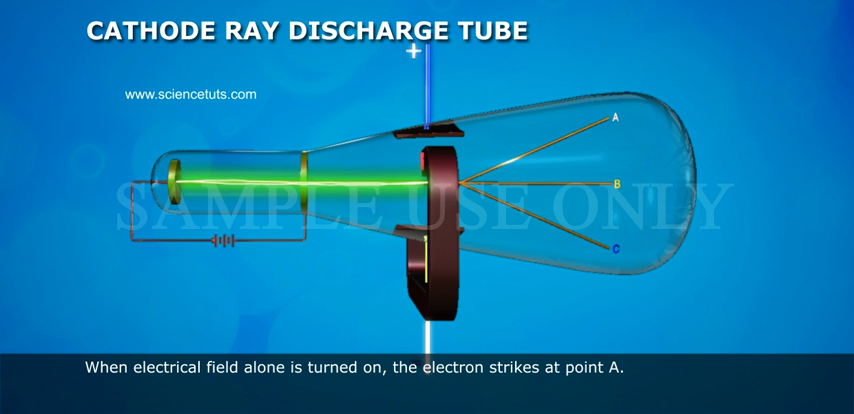 CATHODE RAY DISCHARGE TUBE
+
www.sciencetuts.com
A
SAMPLE USE ONLY
B
C
When electrical field alone is turned on, the electron strikes at point A.